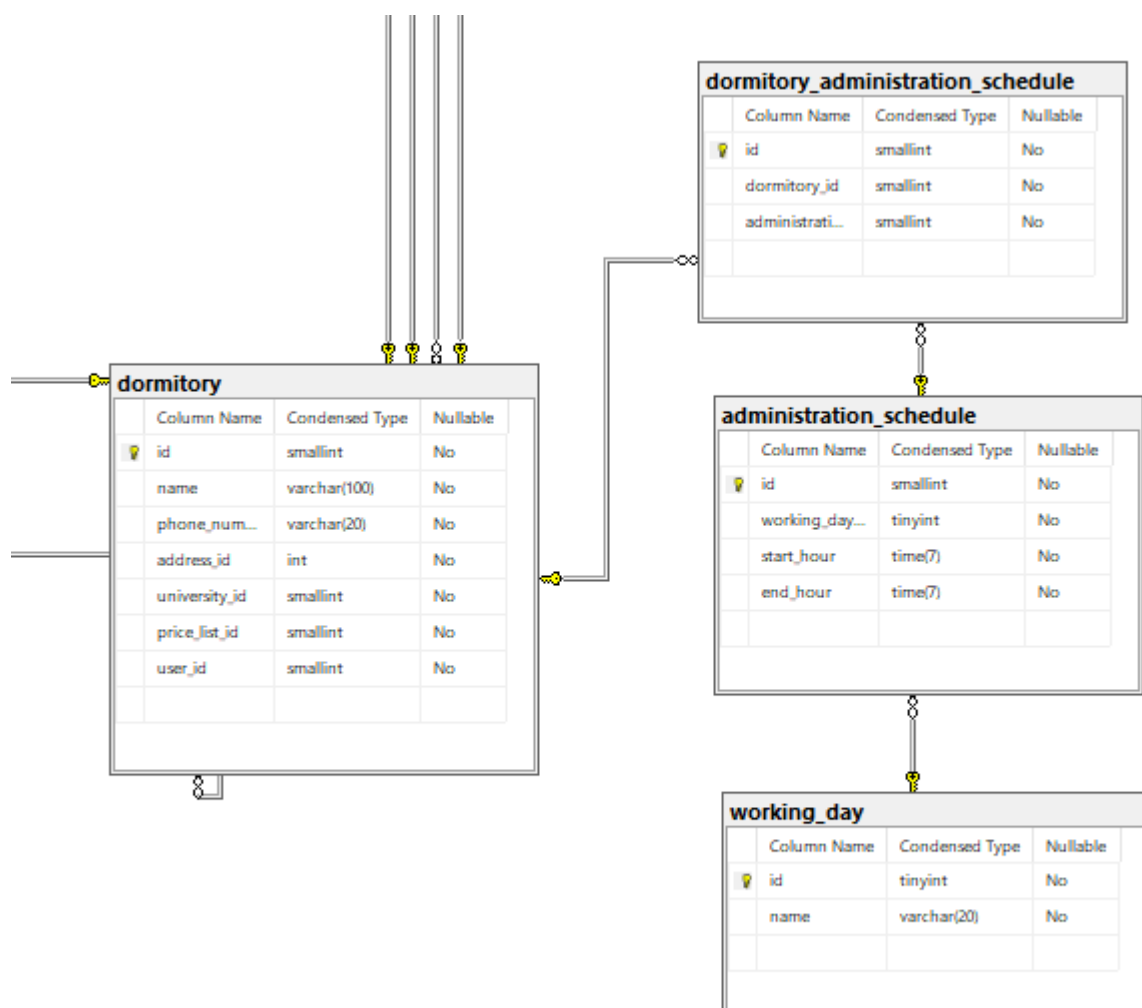 dormitory_administration_schedule
Column Name Condensed Type Nullable
id smallint No
dormitory_id smallint No
administrati... smallint No
dormitory
Column Name Condensed Type Nullable
id smallint No
name varchar(100) No
phone_num... varchar(20) No
address_id int No
university_id smallint No
price_list_id smallint No
user_id smallint No
administration_schedule
Column Name Condensed Type Nullable
id smallint No
working_day... tinyint No
start_hour time(7) No
end_hour time(7) No
working_day
Column Name Condensed Type Nullable
id tinyint No
name varchar(20) No